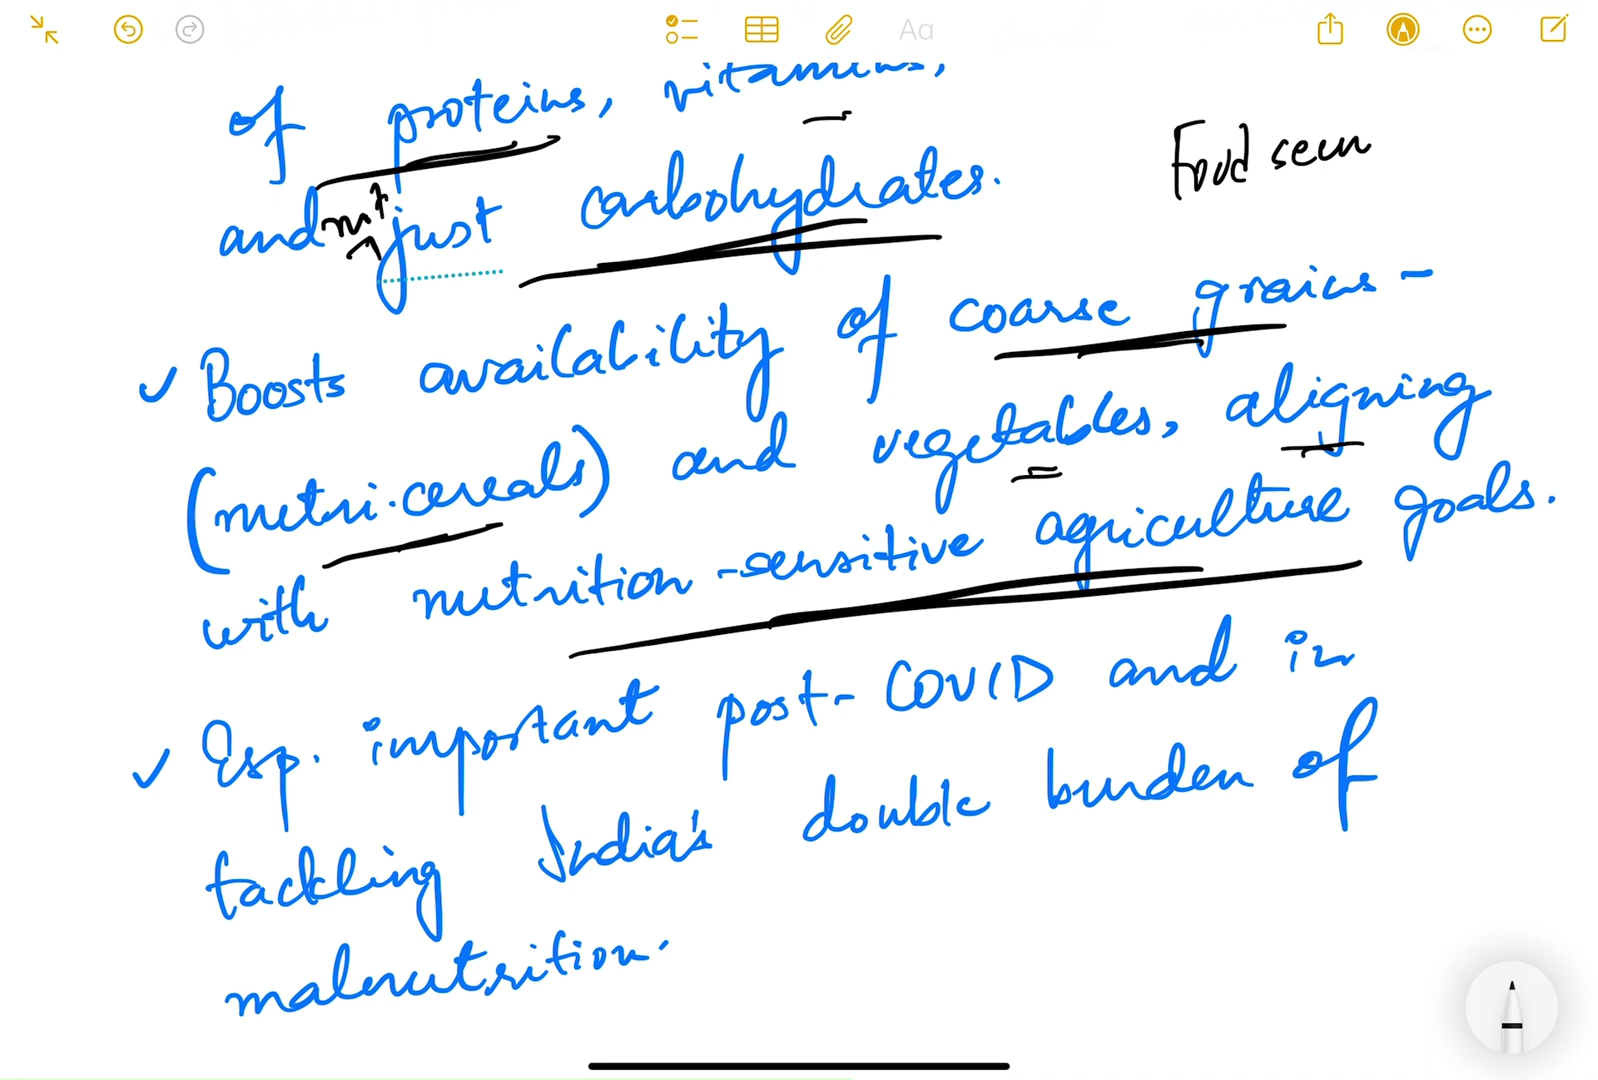 of proteins, vitamins,
Food secu
and not just carbohydrates.
✓ Boosts availability of coarse grains -
(nutri-cereals) and vegetables, aligning
with nutrition-sensitive agriculture goals.
✓ Esp. important post-COVID and in
tackling India's double burden of
malnutrition.